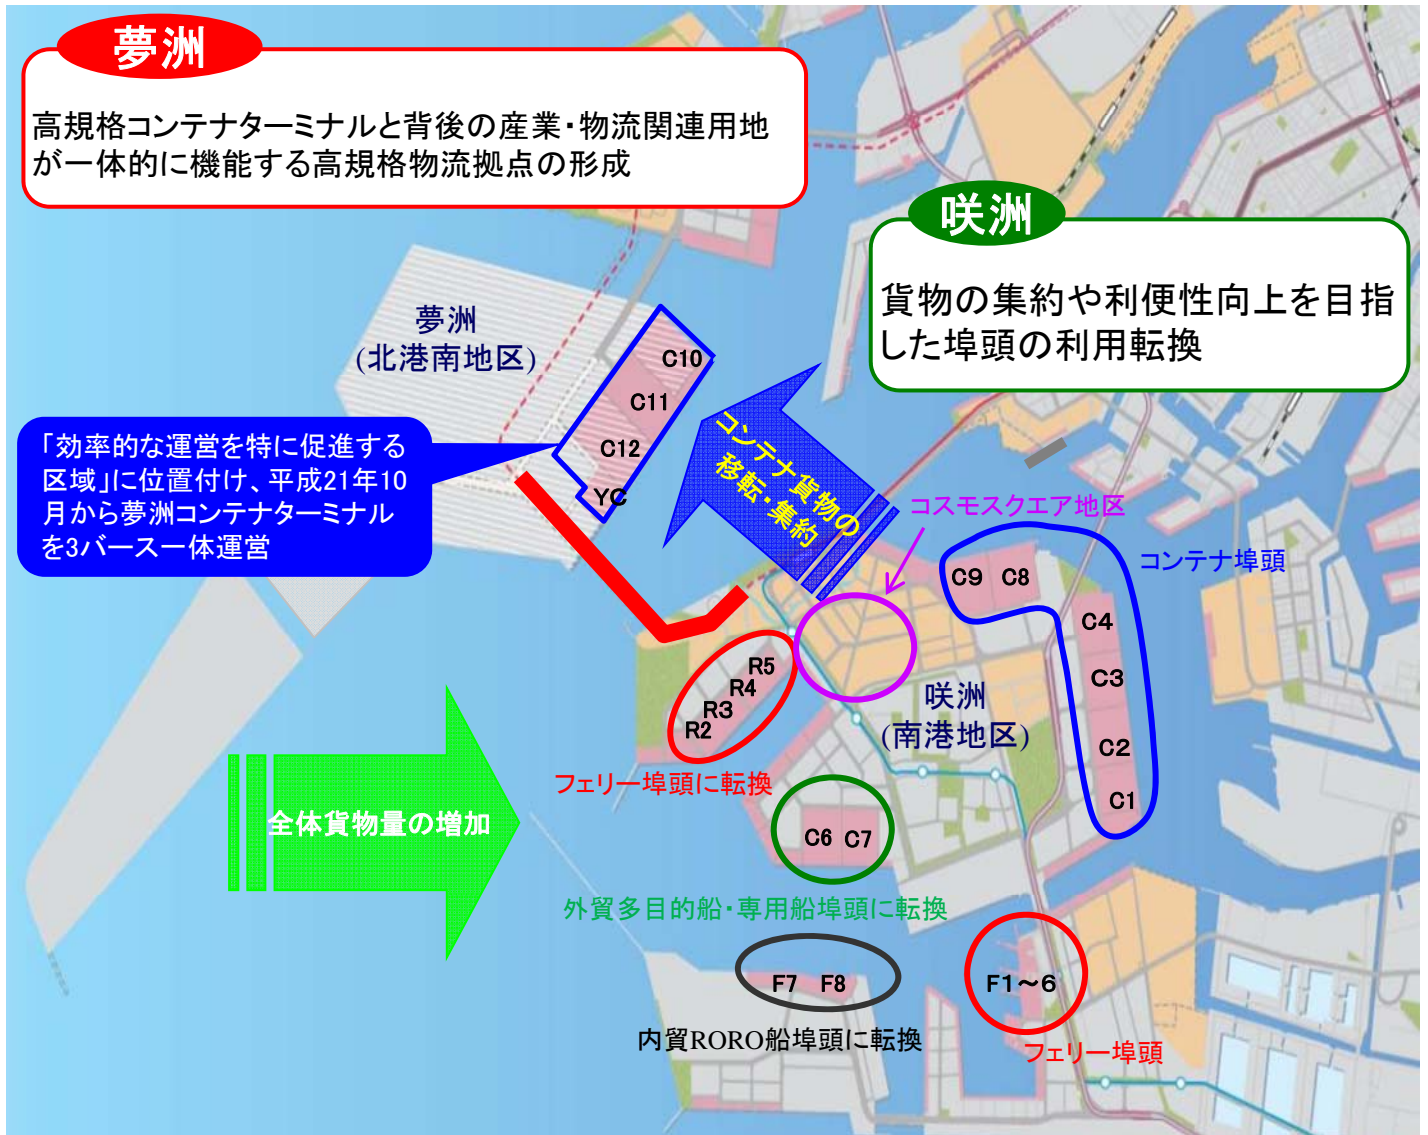 夢洲
高規格コンテナターミナルと背後の産業・物流関連用地
が一体的に機能する高規格物流拠点の形成
咲洲
貨物の集約や利便性向上を目指
した埠頭の利用転換
夢洲
(北港南地区)
C10
C11
C12
YC
「効率的な運営を特に促進する
区域」に位置付け、平成21年10
月から夢洲コンテナターミナル
を3バース一体運営
コンテナ貨物の
移転・集約
コスモスクエア地区
コンテナ埠頭
C9 C8
C4
C3
C2
C1
R5
R4
R3
R2
フェリー埠頭に転換
咲洲
(南港地区)
全体貨物量の増加
C6 C7
外貿多目的船・専用船埠頭に転換
F7 F8
内貿RORO船埠頭に転換
F1～6
フェリー埠頭